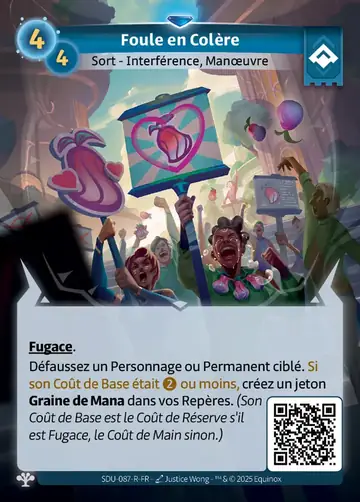 4
Foule en Colère
4
Sort - Interférence, Manœuvre
Fugace.
Défaussez un Personnage ou Permanent ciblé. Si
son Coût de Base était 2 ou moins, créez un jeton
Graine de Mana dans vos Repères. (Son
Coût de Base est le Coût de Réserve s'il
est Fugace, le Coût de Main sinon.)
SDU-087-R-FR - Justice Wong - ™ & © 2025 Equinox